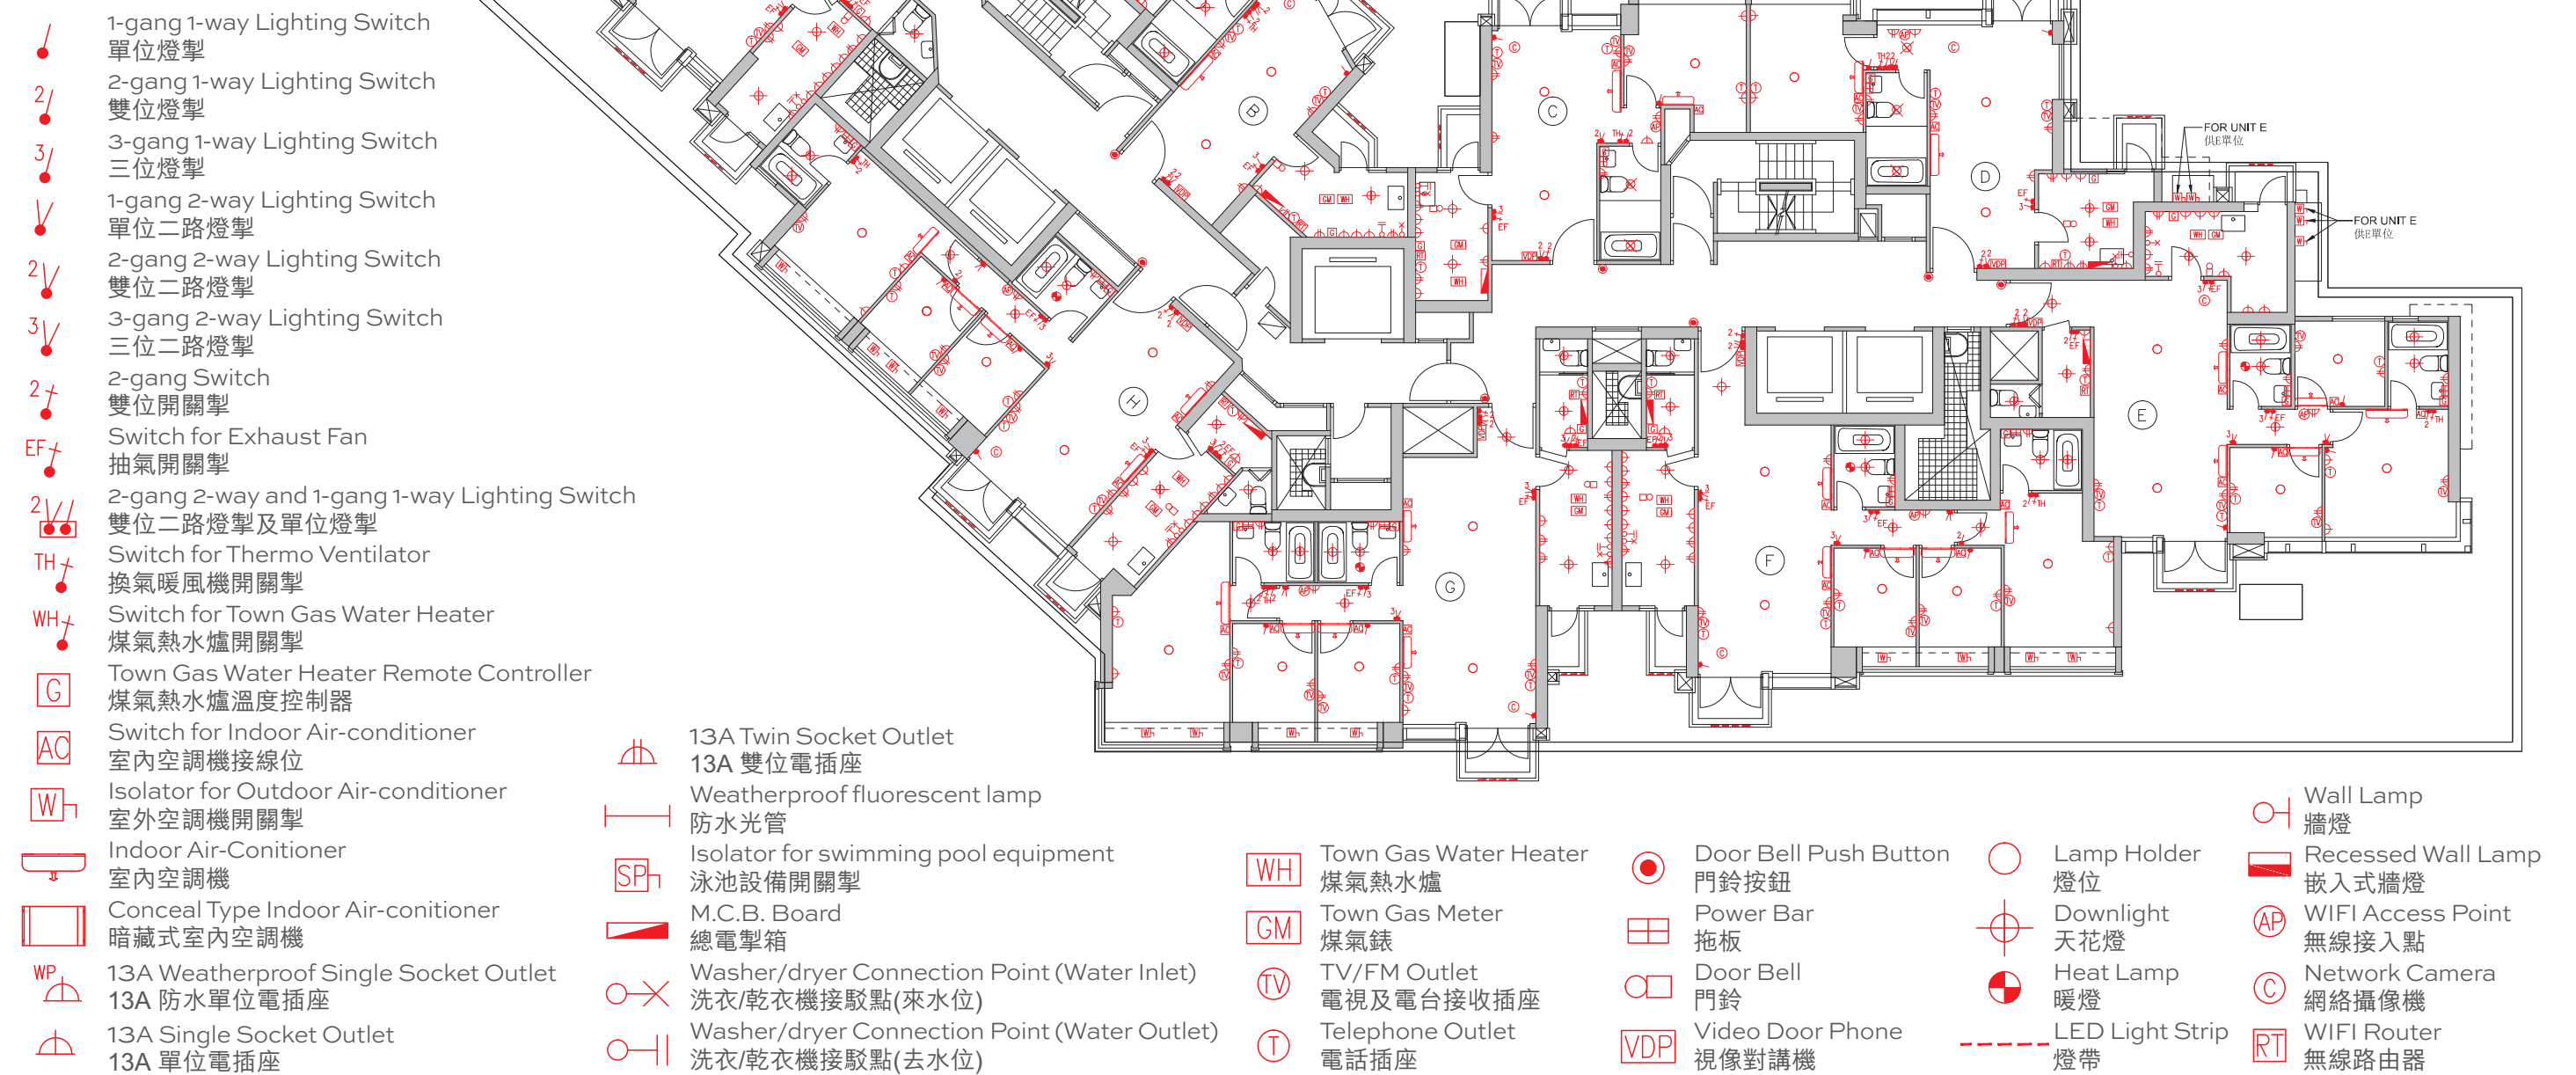 1-gang 1-way Lighting Switch
單位燈掣
2-gang 1-way Lighting Switch
雙位燈掣
3-gang 1-way Lighting Switch
三位燈掣
1-gang 2-way Lighting Switch
單位二路燈掣
2-gang 2-way Lighting Switch
雙位二路燈掣
3-gang 2-way Lighting Switch
三位二路燈掣
2-gang Switch
雙位開關掣
EF
Switch for Exhaust Fan
抽氣開關掣
2-gang 2-way and 1-gang 1-way Lighting Switch
雙位二路燈掣及單位燈掣
TH
Switch for Thermo Ventilator
換氣暖風機開關掣
WH
Switch for Town Gas Water Heater
煤氣熱水爐開關掣
G
Town Gas Water Heater Remote Controller
煤氣熱水爐溫度控制器
AC
Switch for Indoor Air-conditioner
室內空調機接線位
W
Isolator for Outdoor Air-conditioner
室外空調機開關掣
Indoor Air-Conitioner
室內空調機
Conceal Type Indoor Air-conitioner
暗藏式室內空調機
WP
13A Weatherproof Single Socket Outlet
13A 防水單位電插座
13A Single Socket Outlet
13A 單位電插座
13A Twin Socket Outlet
13A 雙位電插座
Weatherproof fluorescent lamp
防水光管
SP
Isolator for swimming pool equipment
泳池設備開關掣
M.C.B. Board
總電掣箱
Washer/dryer Connection Point (Water Inlet)
洗衣/乾衣機接駁點(來水位)
Washer/dryer Connection Point (Water Outlet)
洗衣/乾衣機接駁點(去水位)
WH
Town Gas Water Heater
煤氣熱水爐
GM
Town Gas Meter
煤氣錶
TV
TV/FM Outlet
電視及電台接收插座
T
Telephone Outlet
電話插座
Door Bell Push Button
門鈴按鈕
Power Bar
拖板
Door Bell
門鈴
VDP
Video Door Phone
視像對講機
Lamp Holder
燈位
Downlight
天花燈
Heat Lamp
暖燈
LED Light Strip
燈帶
Wall Lamp
牆燈
Recessed Wall Lamp
嵌入式牆燈
AP
WIFI Access Point
無線接入點
C
Network Camera
網絡攝像機
RT
WIFI Router
無線路由器
B
C
D
E
F
G
H
FOR UNIT E
供E單位
FOR UNIT E
供E單位